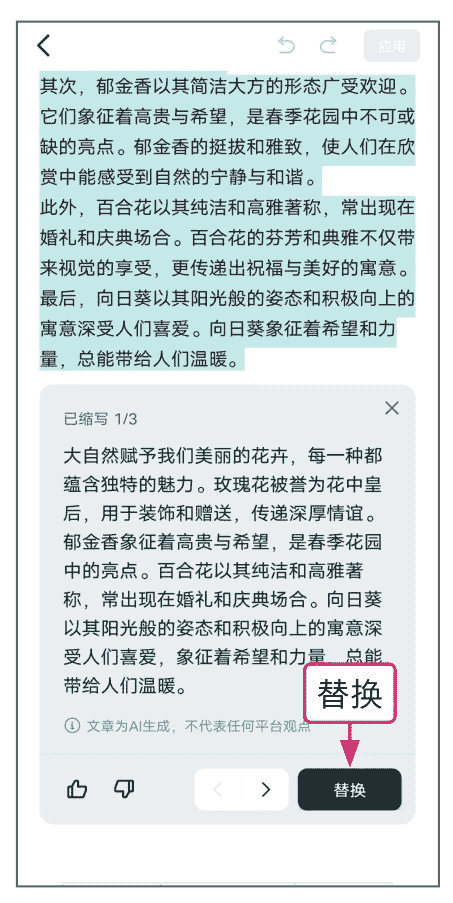 应用
其次，郁金香以其简洁大方的形态广受欢迎。
它们象征着高贵与希望，是春季花园中不可或
缺的亮点。郁金香的挺拔和雅致，使人们在欣
赏中能感受到自然的宁静与和谐。
此外，百合花以其纯洁和高雅著称，常出现在
婚礼和庆典场合。百合花的芬芳和典雅不仅带
来视觉的享受，更传递出祝福与美好的寓意。
最后，向日葵以其阳光般的姿态和积极向上的
寓意深受人们喜爱。向日葵象征着希望和力
量，总能带给人们温暖。
已缩写 1/3
大自然赋予我们美丽的花卉，每一种都
蕴含独特的魅力。玫瑰花被誉为花中皇
后，用于装饰和赠送，传递深厚情谊。
郁金香象征着高贵与希望，是春季花园
中的亮点。百合花以其纯洁和高雅著
称，常出现在婚礼和庆典场合。向日葵
以其阳光般的姿态和积极向上的寓意深
受人们喜爱，象征着希望和力量，总能
带给人们温暖。
替换
文章为AI生成，不代表任何平台观点
替换